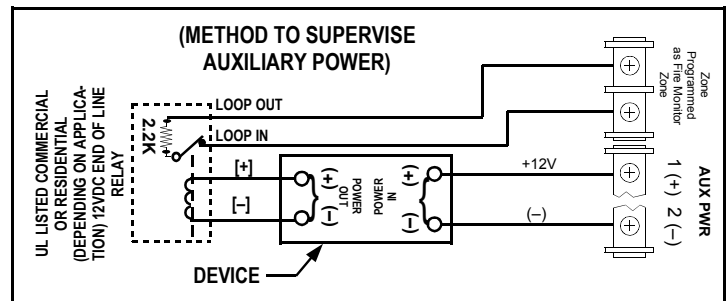 (METHOD TO SUPERVISE
AUXILIARY POWER)
UL LISTED COMMERCIAL
OR RESIDENTIAL
(DEPENDING ON APPLICA-
TION) 12VDC END OF LINE
RELAY
2.2K
LOOP OUT
LOOP IN
[+]
[–]
(+)
(–)
POWER
OUT
POWER
IN
(+)
(–)
DEVICE
+12V
(–)
Zone
Programmed
as Fire Monitor
Zone
AUX PWR
1 (+) 2 (–)